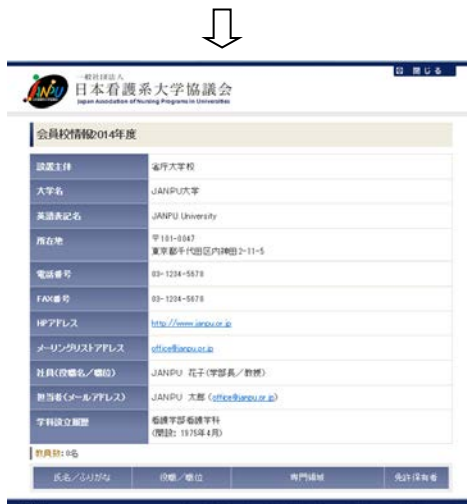 閉じる
JANPU
一般社団法人
日本看護系大学協議会
Japan Association of Nursing Programs in Universities
会員校情報2014年度
設置主体 省庁大学校
大学名 JANPU大学
英語表記名 JANPU University
所在地 〒101-0047
東京都千代田区内神田2-11-5
電話番号 03-1234-5678
FAX番号 03-1234-5678
HPアドレス http://www.janpu.or.jp
メーリングリストアドレス office@janpu.or.jp
社員(役職名/職位) JANPU 花子(学部長/教授)
担当者(メールアドレス) JANPU 太郎 (office@janpu.or.jp)
学科設立履歴 看護学部看護学科
(開設: 1975年4月)
教員数: 0名
氏名/ふりがな 役職/職位 専門領域 免許保有者